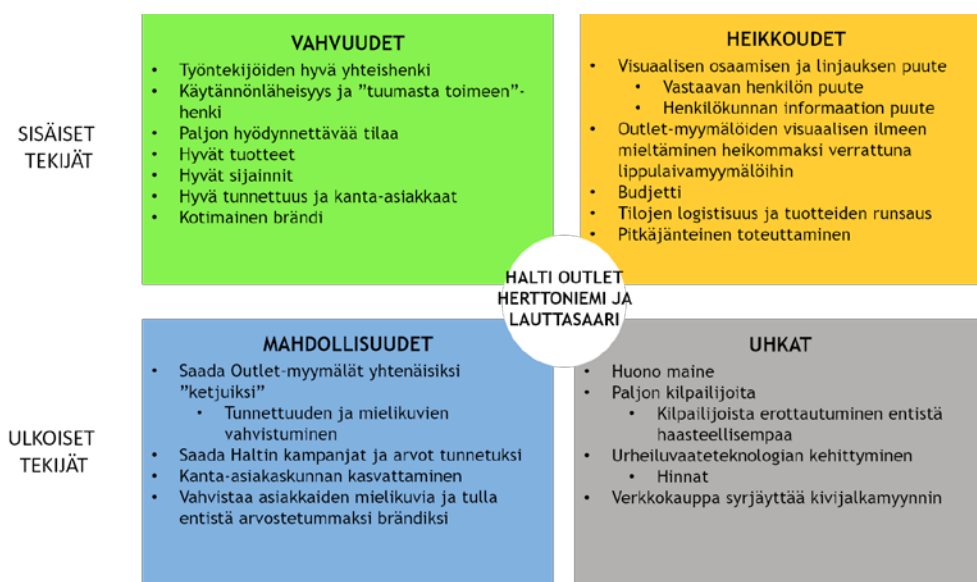 SISÄISET
TEKIJÄT
VAHVUUDET
• Työntekijöiden hyvä yhteishenki
• Käytännönläheisyys ja ”tuumasta toimeen”-
henki
• Paljon hyödynnettävää tilaa
• Hyvät tuotteet
• Hyvät sijainnit
• Hyvä tunnettuus ja kanta-asiakkaat
• Kotimainen brändi
HEIKKOUDET
• Visuaalisen osaamisen ja linjauksen puute
• Vastaavan henkilön puute
• Henkilökunnan informaation puute
• Outlet-myymälöiden visuaalisen ilmeen
mieltäminen heikommaksi verrattuna
lippulaivamyymälöihin
• Budjetti
• Tilojen logistisuus ja tuotteiden runsaus
• Pitkäjänteinen toteuttaminen
HALTI OUTLET
HERTTONIEMI JA
LAUTTASAARI
ULKOISET
TEKIJÄT
MAHDOLLISUUDET
• Saada Outlet-myymälät yhtenäisiksi
”ketjuiksi”
• Tunnettuuden ja mielikuvien
vahvistuminen
• Saada Haltin kampanjat ja arvot tunnetuksi
• Kanta-asiakaskunnan kasvattaminen
• Vahvistaa asiakkaiden mielikuvia ja tulla
entistä arvostetummaksi brändiksi
UHKAT
• Huono maine
• Paljon kilpailijoita
• Kilpailijoista erottautuminen entistä
haasteellisempaa
• Urheiluvaateteknologian kehittyminen
• Hinnat
• Verkkokauppa syrjäyttää kivijalkamyynnin